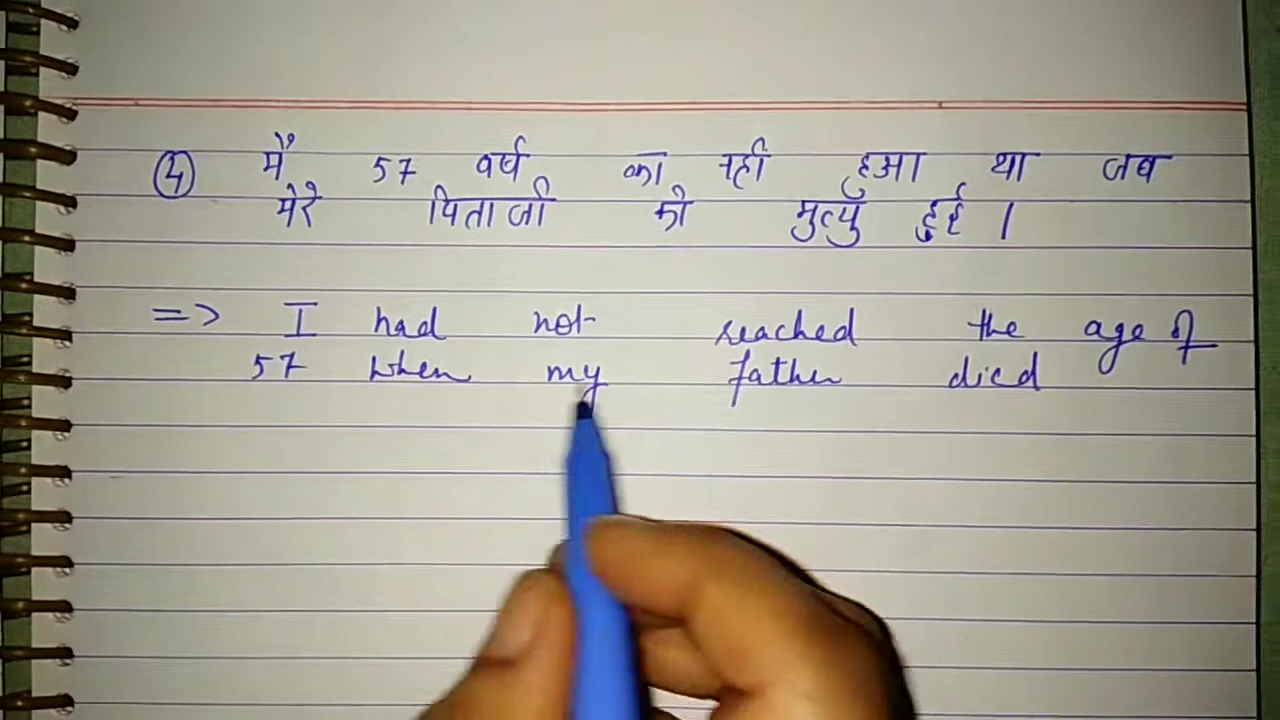 ④ में 57 वर्ष का नहीं हुआ था जब
मेरे पिताजी की मुत्यु हुई ।
=> I had not reached the age of
57 when my father died